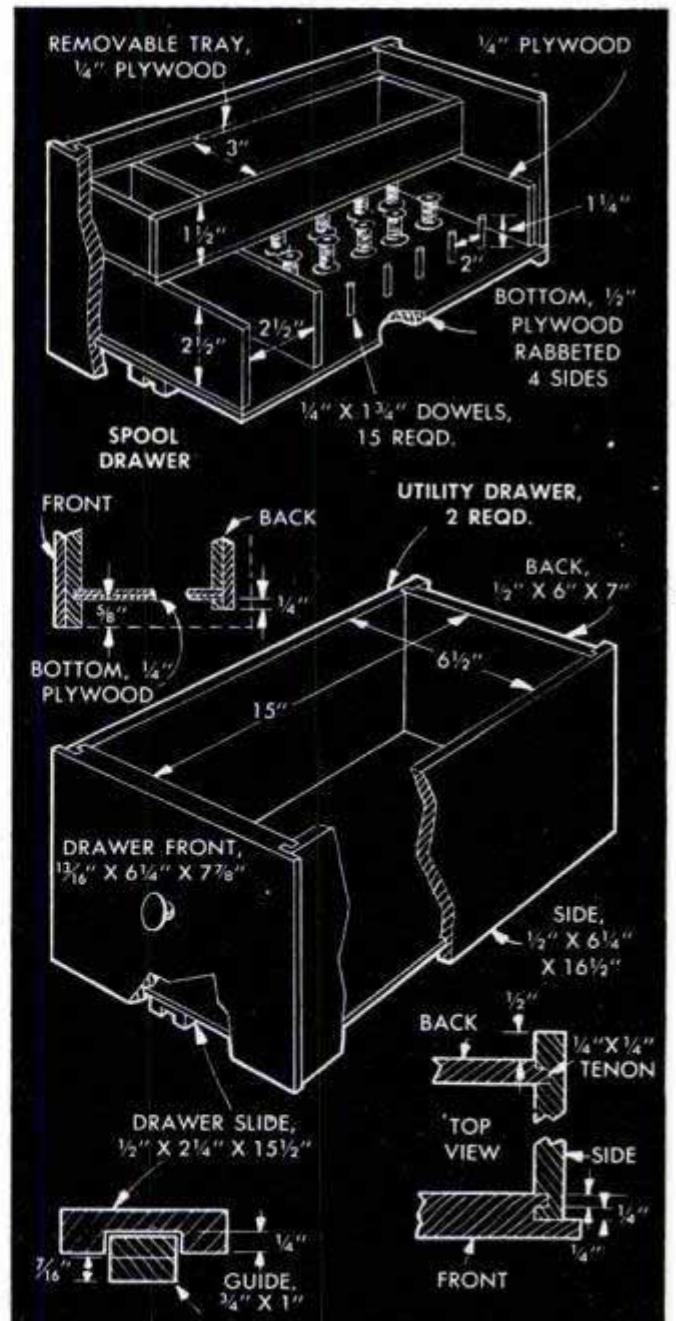 REMOVABLE TRAY,
¼" PLYWOOD
¼" PLYWOOD
3"
1½"
1¼"
2"
2½"
2½"
BOTTOM, ½"
PLYWOOD
RABBETED
4 SIDES
¼" X 1¾" DOWELS,
15 REQD.
SPOOL
DRAWER
FRONT
BACK
⅝"
¼"
BOTTOM, ¼"
PLYWOOD
UTILITY DRAWER,
2 REQD.
BACK,
½" X 6" X 7"
6½"
15"
DRAWER FRONT,
13/16" X 6¼" X 7⅞"
SIDE,
½" X 6¼"
X 16½"
DRAWER SLIDE,
½" X 2¼" X 15½"
¼"
7/16"
GUIDE,
¾" X 1"
½"
BACK
¼" X ¼"
TENON
TOP
VIEW
SIDE
¼"
¼"
FRONT